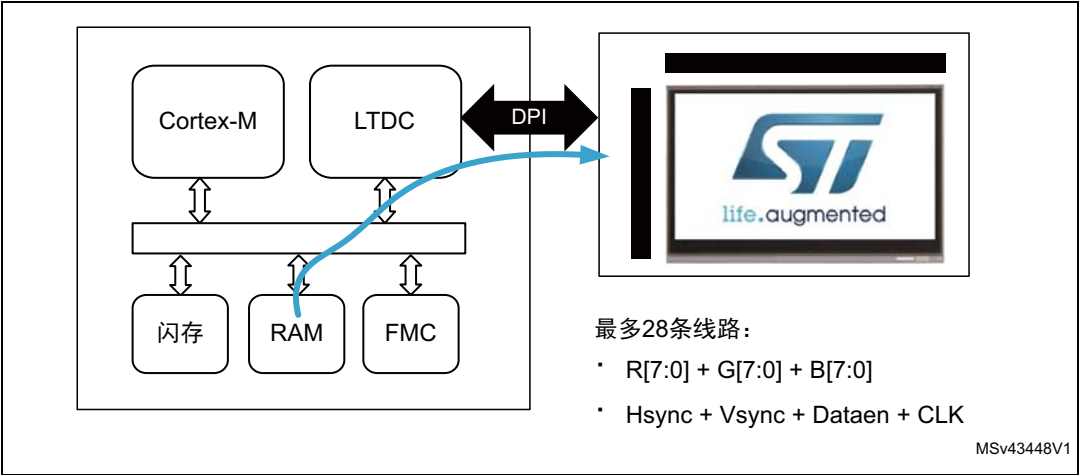 Cortex-M
LTDC
DPI
ST
life.augmented
闪存
RAM
FMC
最多28条线路：
· R[7:0] + G[7:0] + B[7:0]
· Hsync + Vsync + Dataen + CLK
MSv43448V1